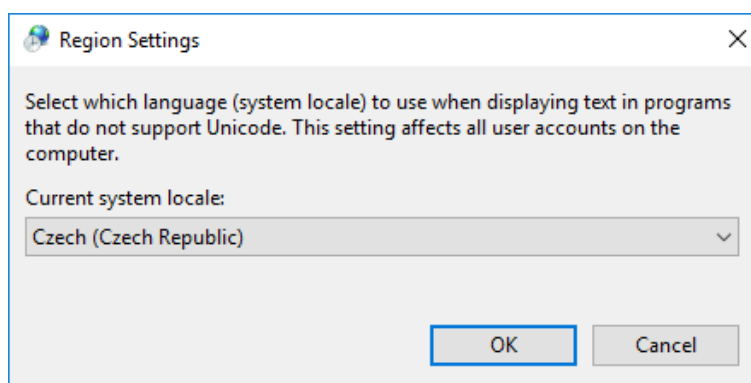 Region Settings
Select which language (system locale) to use when displaying text in programs
that do not support Unicode. This setting affects all user accounts on the
computer.
Current system locale:
Czech (Czech Republic)
OK Cancel